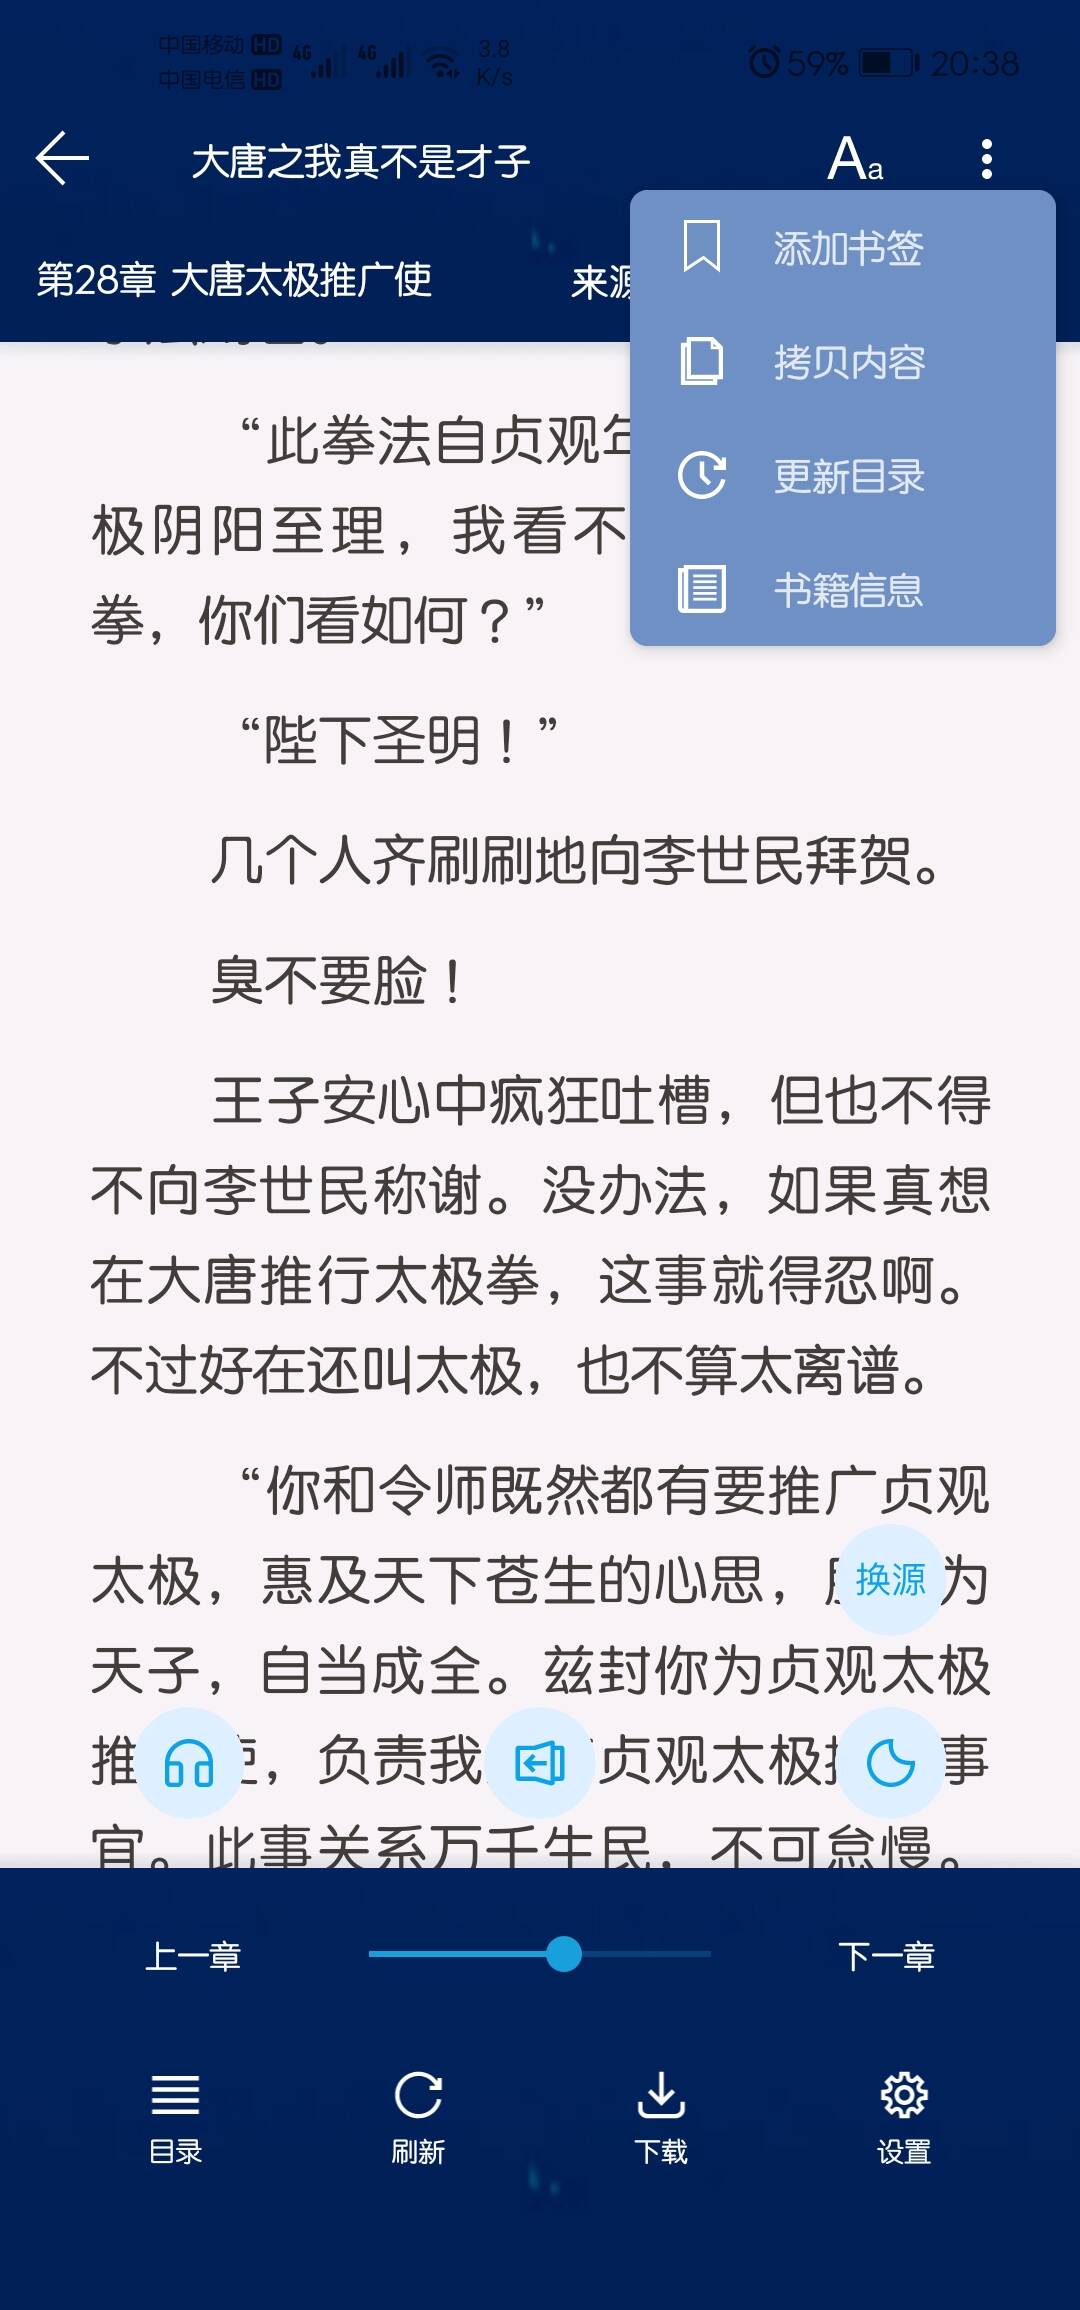 中国移动 HD 4G 4G 3.8
中国电信 HD K/s 59% 20:38
大唐之我真不是才子 Aa
第28章 大唐太极推广使 来源
添加书签
拷贝内容
更新目录
书籍信息
“此拳法自贞观年
极阴阳至理，我看不
拳，你们看如何？”
“陛下圣明！”
几个人齐刷刷地向李世民拜贺。
臭不要脸！
王子安心中疯狂吐槽，但也不得
不向李世民称谢。没办法，如果真想
在大唐推行太极拳，这事就得忍啊。
不过好在还叫太极，也不算太离谱。
“你和令师既然都有要推广贞观
太极，惠及天下苍生的心思，为
换源
天子，自当成全。兹封你为贞观太极
推使，负责我贞观太极事
宜。此事关系万千生民，不可怠慢。
上一章 下一章
目录 刷新 下载 设置